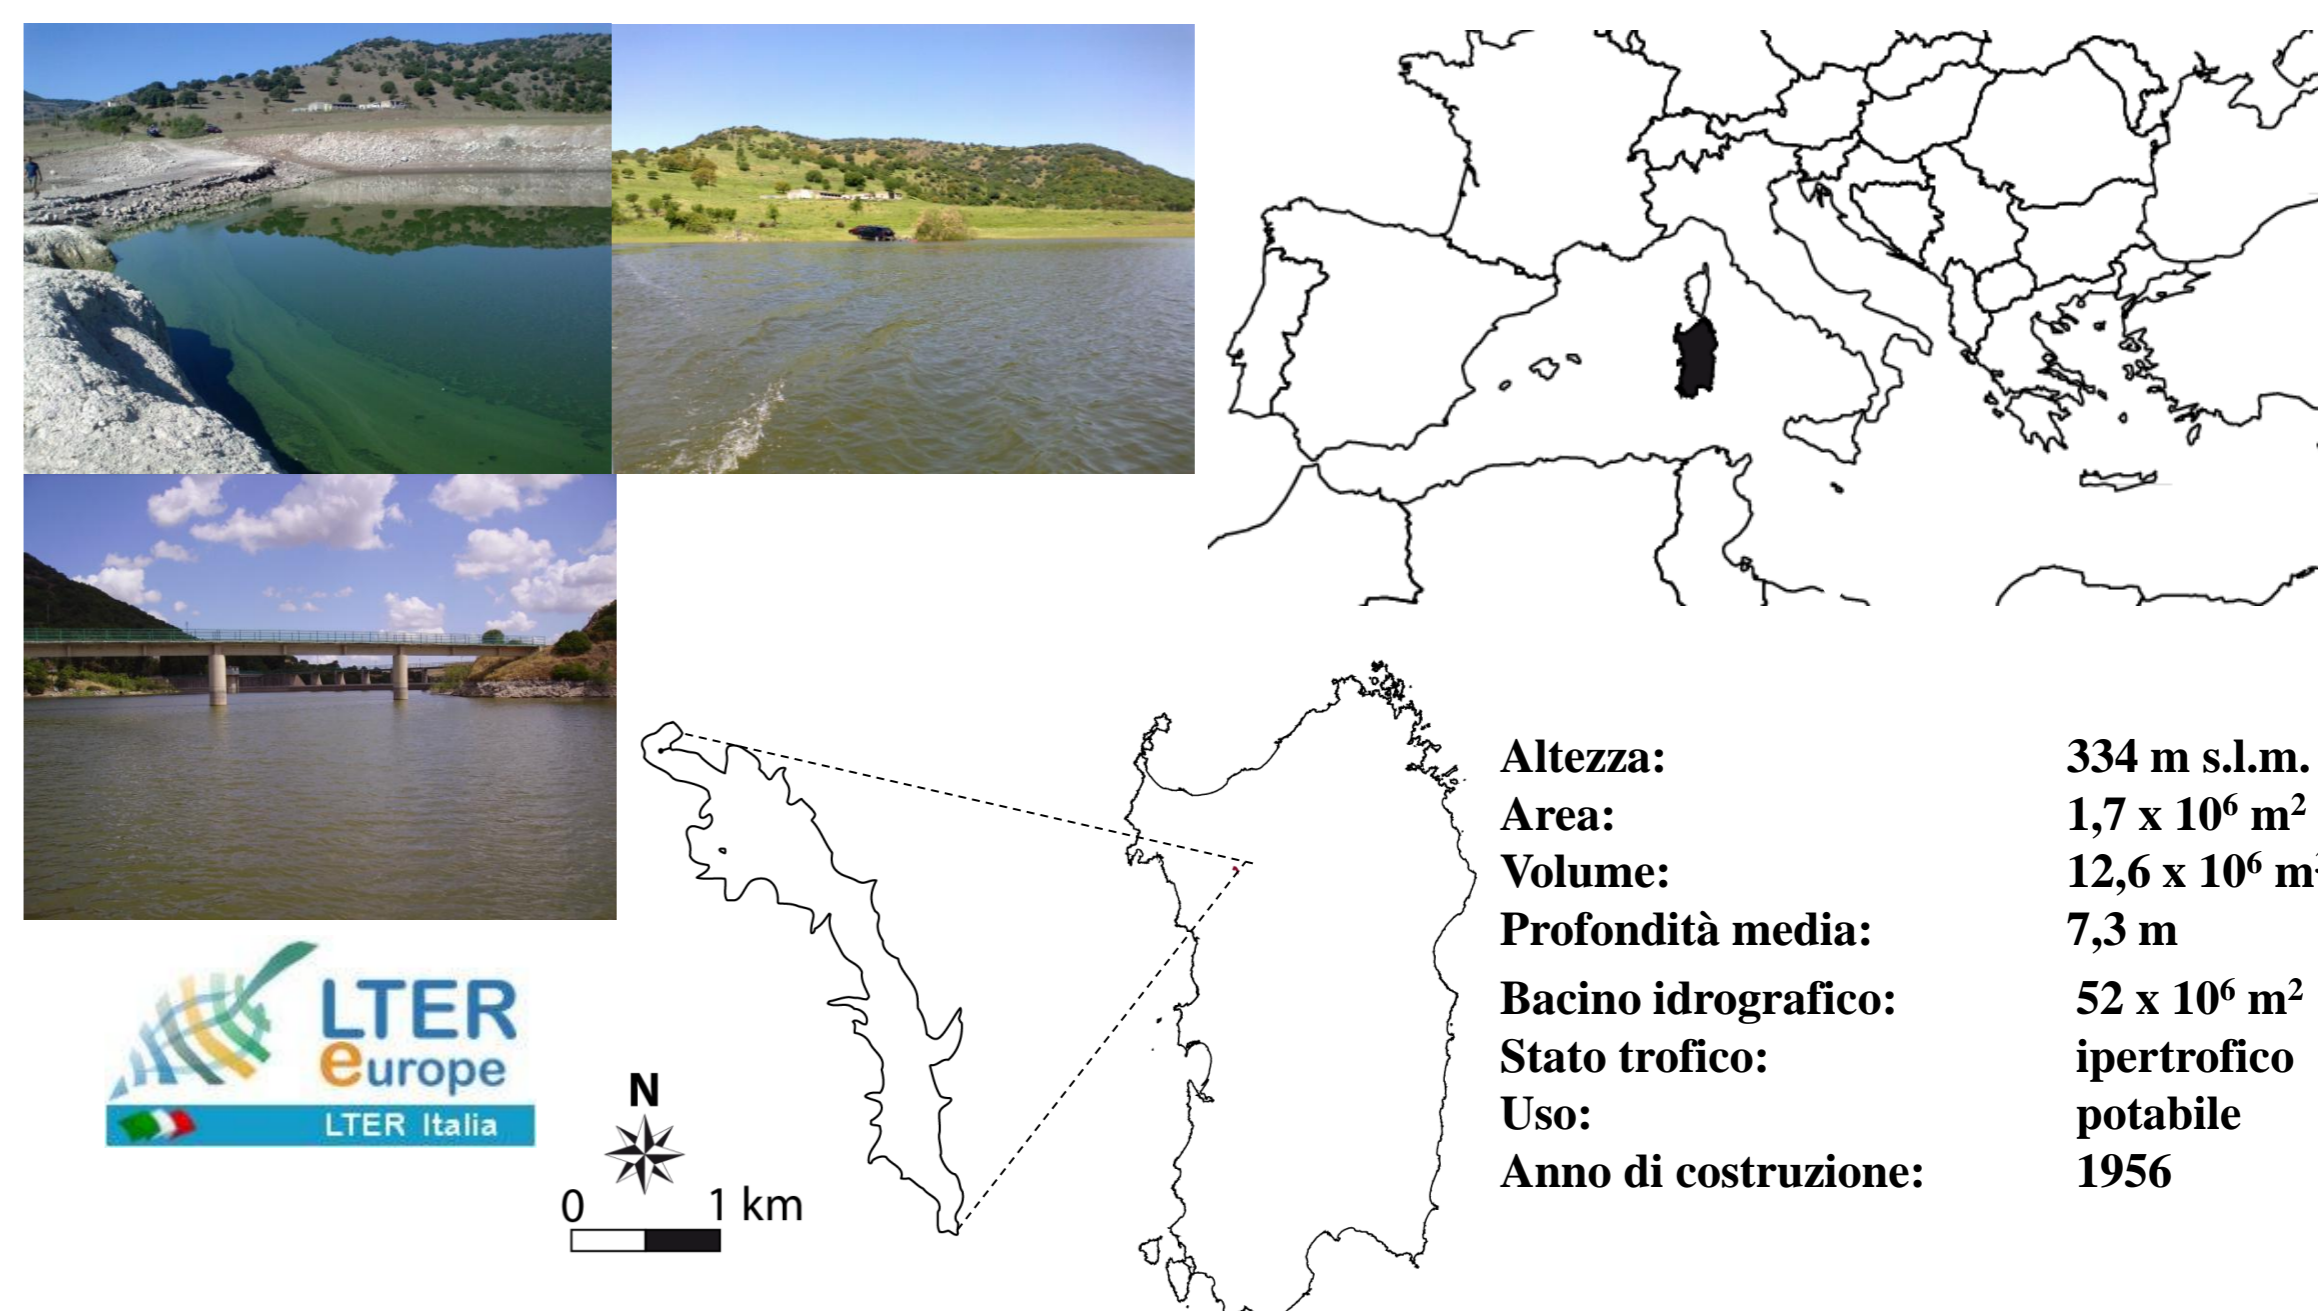 LTER
europe
LTER Italia
N
0 1 km
Altezza: 334 m s.l.m.
Area: 1,7 x 10⁶ m²
Volume: 12,6 x 10⁶ m
Profondità media: 7,3 m
Bacino idrografico: 52 x 10⁶ m²
Stato trofico: ipertrofico
Uso: potabile
Anno di costruzione: 1956